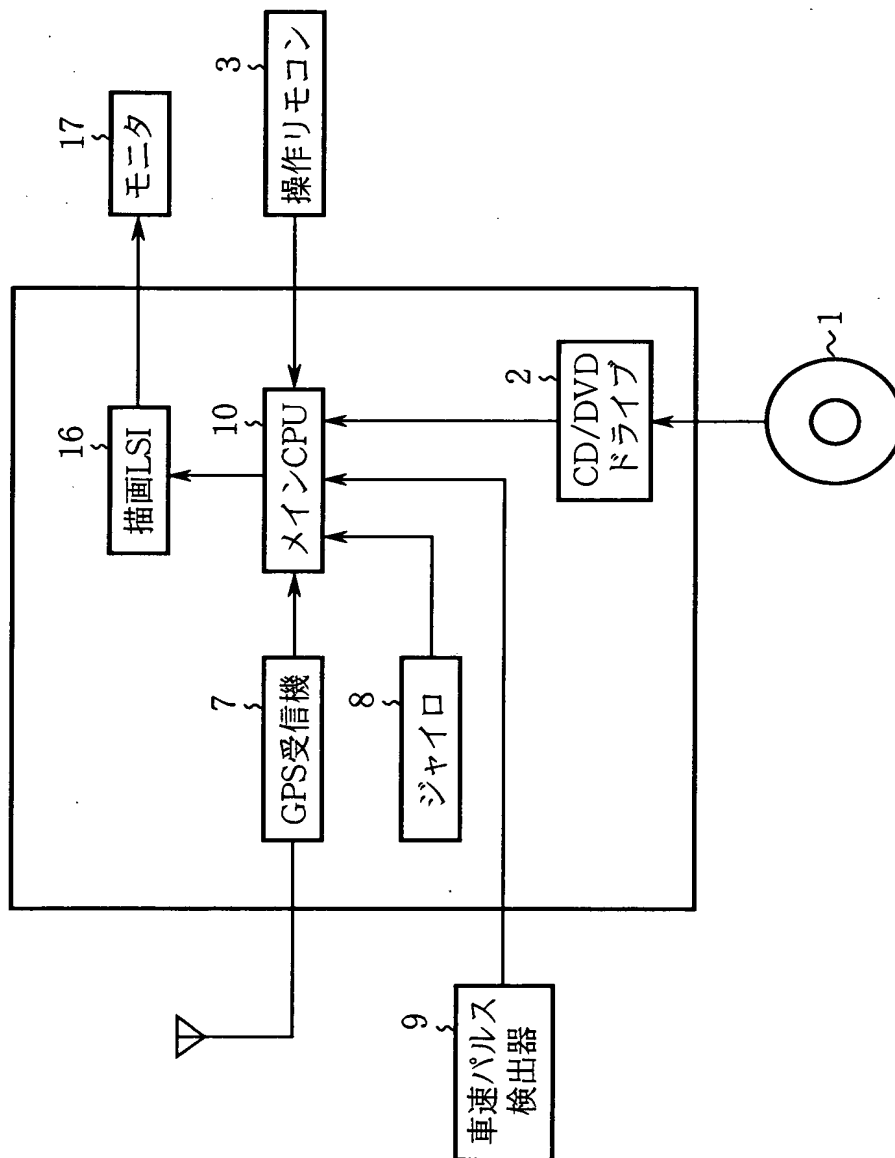 16
描画LSI
17
モニタ
7
GPS受信機
10
メインCPU
3
操作リモコン
8
ジャイロ
9
車速パルス
検出器
2
CD/DVD
ドライブ
1